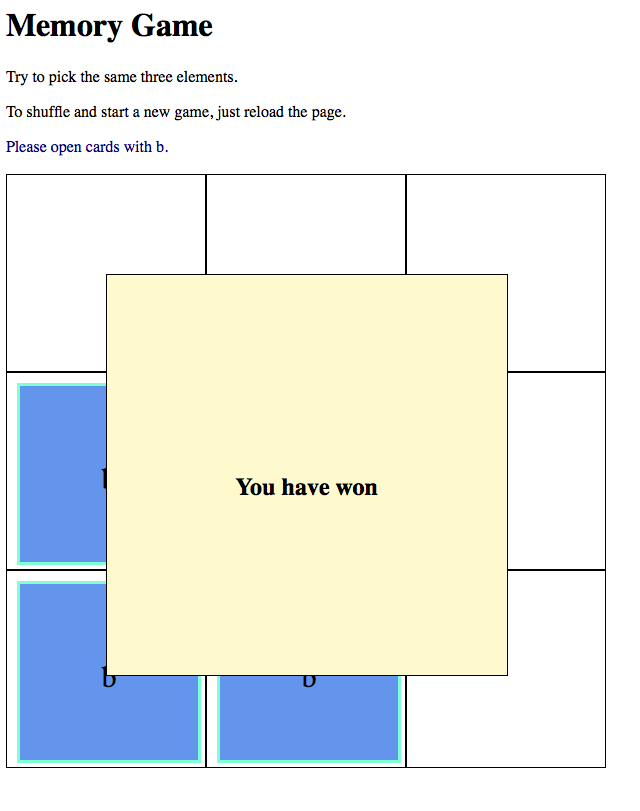 Memory Game
Try to pick the same three elements.
To shuffle and start a new game, just reload the page.
Please open cards with b.
You have won
b
b
b